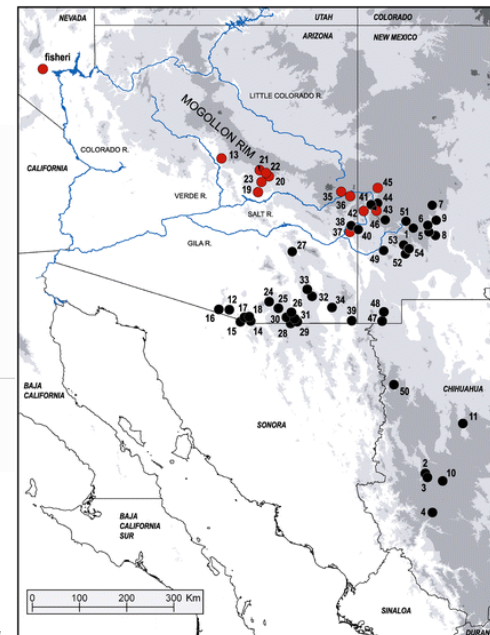 NEVADA
UTAH
COLORADO
ARIZONA
NEW MEXICO
fisheri
LITTLE COLORADO R.
MOGOLLON RIM
COLORADO R.
CALIFORNIA
13
21
22
23
20
19
VERDE R.
SALT R.
GILA R.
35
36
41
45
44
42
43
38
46
37
40
51
7
6
9
1
5
8
53
49
54
52
27
33
24
32
12
25
34
16
17
18
26
48
30
31
39
47
15
14
28
29
50
CHIHUAHUA
11
BAJA
CALIFORNIA
SONORA
2
10
3
4
BAJA
CALIFORNIA
SUR
Km
0 100 200 300
SINALOA
DURAN